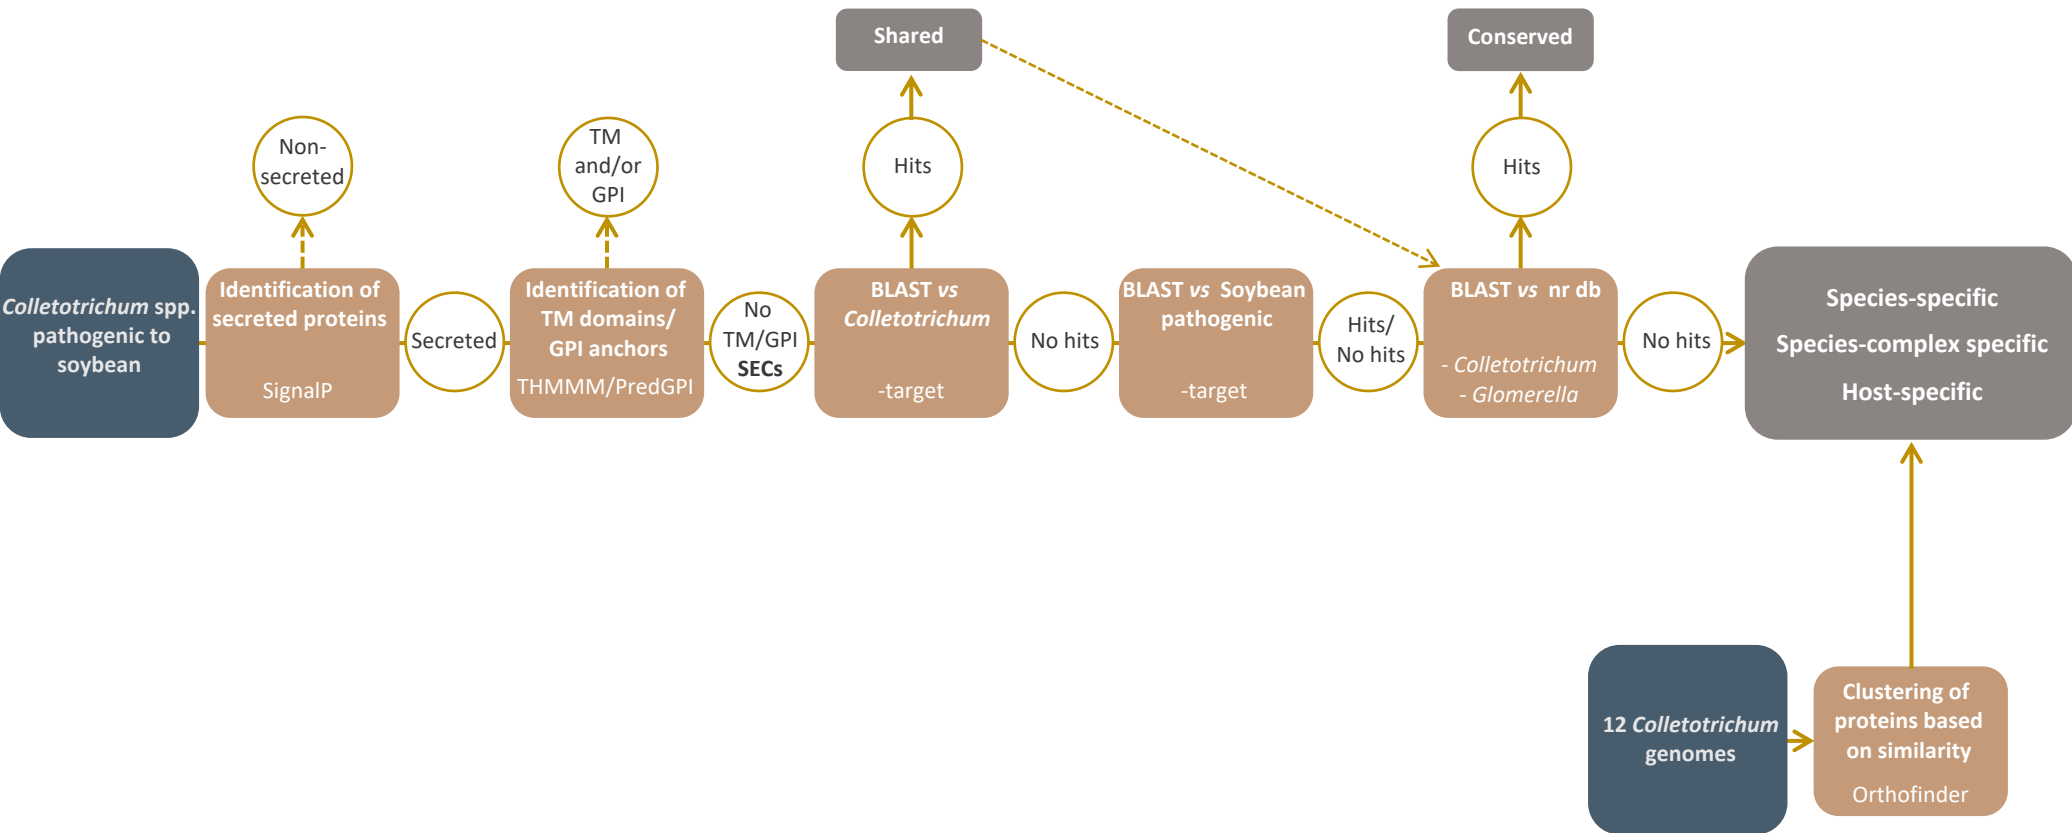 Shared
Conserved
Non-
secreted
TM
and/or
GPI
Hits
Hits
Colletotrichum spp.
pathogenic to
soybean
Identification of
secreted proteins
SignalP
Secreted
Identification of
TM domains/
GPI anchors
THMMM/PredGPI
No
TM/GPI
SECs
BLAST vs
Colletotrichum
-target
No hits
BLAST vs Soybean
pathogenic
-target
Hits/
No hits
BLAST vs nr db
- Colletotrichum
- Glomerella
No hits
Species-specific
Species-complex specific
Host-specific
12 Colletotrichum
genomes
Clustering of
proteins based
on similarity
Orthofinder